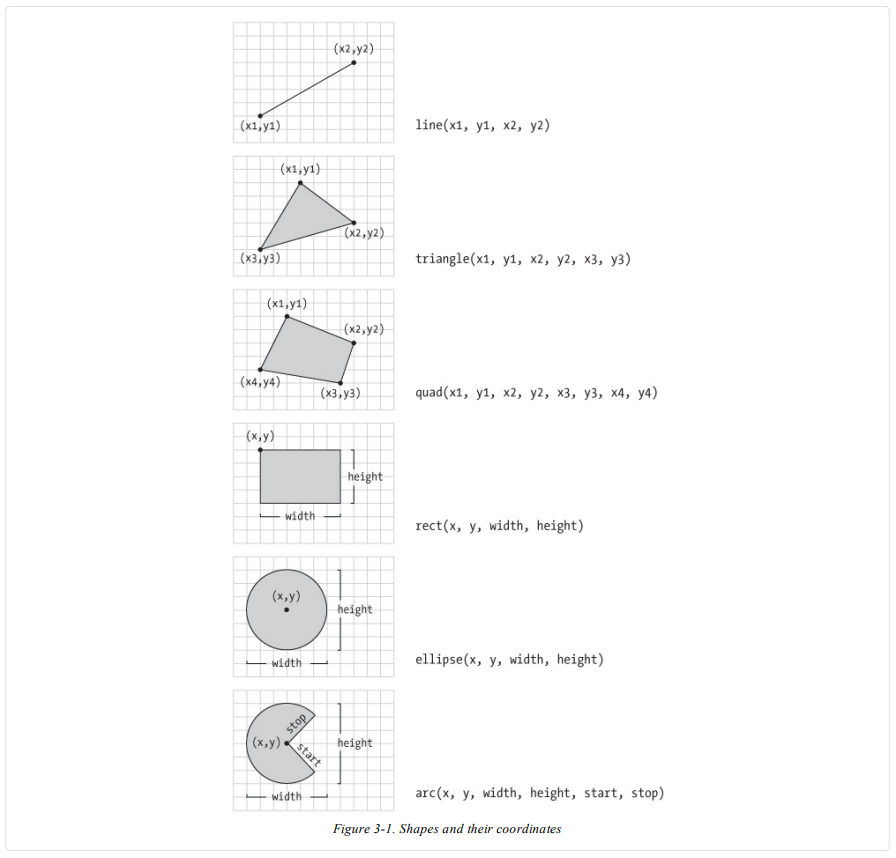 (x2,y2)
(x1,y1)
line(x1, y1, x2, y2)
(x1,y1)
(x2,y2)
(x3,y3)
triangle(x1, y1, x2, y2, x3, y3)
(x1,y1)
(x2,y2)
(x4,y4)
(x3,y3)
quad(x1, y1, x2, y2, x3, y3, x4, y4)
(x,y)
height
width
rect(x, y, width, height)
(x,y)
height
width
ellipse(x, y, width, height)
stop
(x,y)
height
start
width
arc(x, y, width, height, start, stop)
Figure 3-1. Shapes and their coordinates